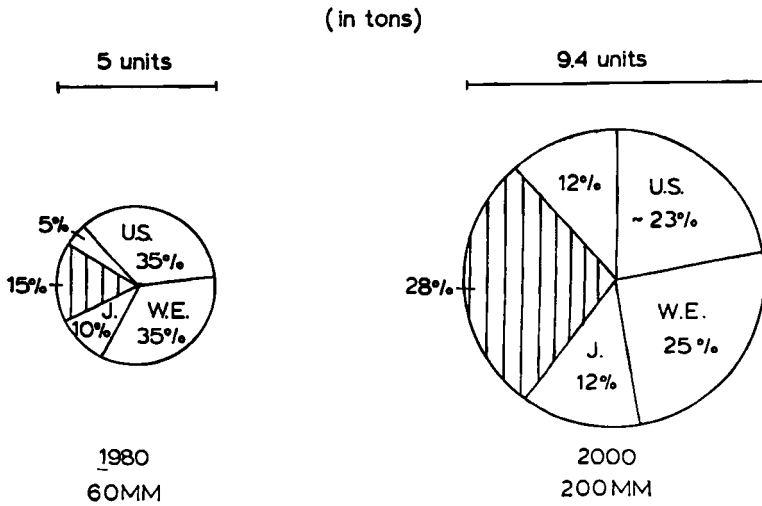 (in tons)
5 units
9.4 units
5%
U.S.
35%
15%
J.
10%
W.E.
35%
12%
U.S.
~ 23%
28%
W.E.
25%
J.
12%
1980
60MM
2000
200MM